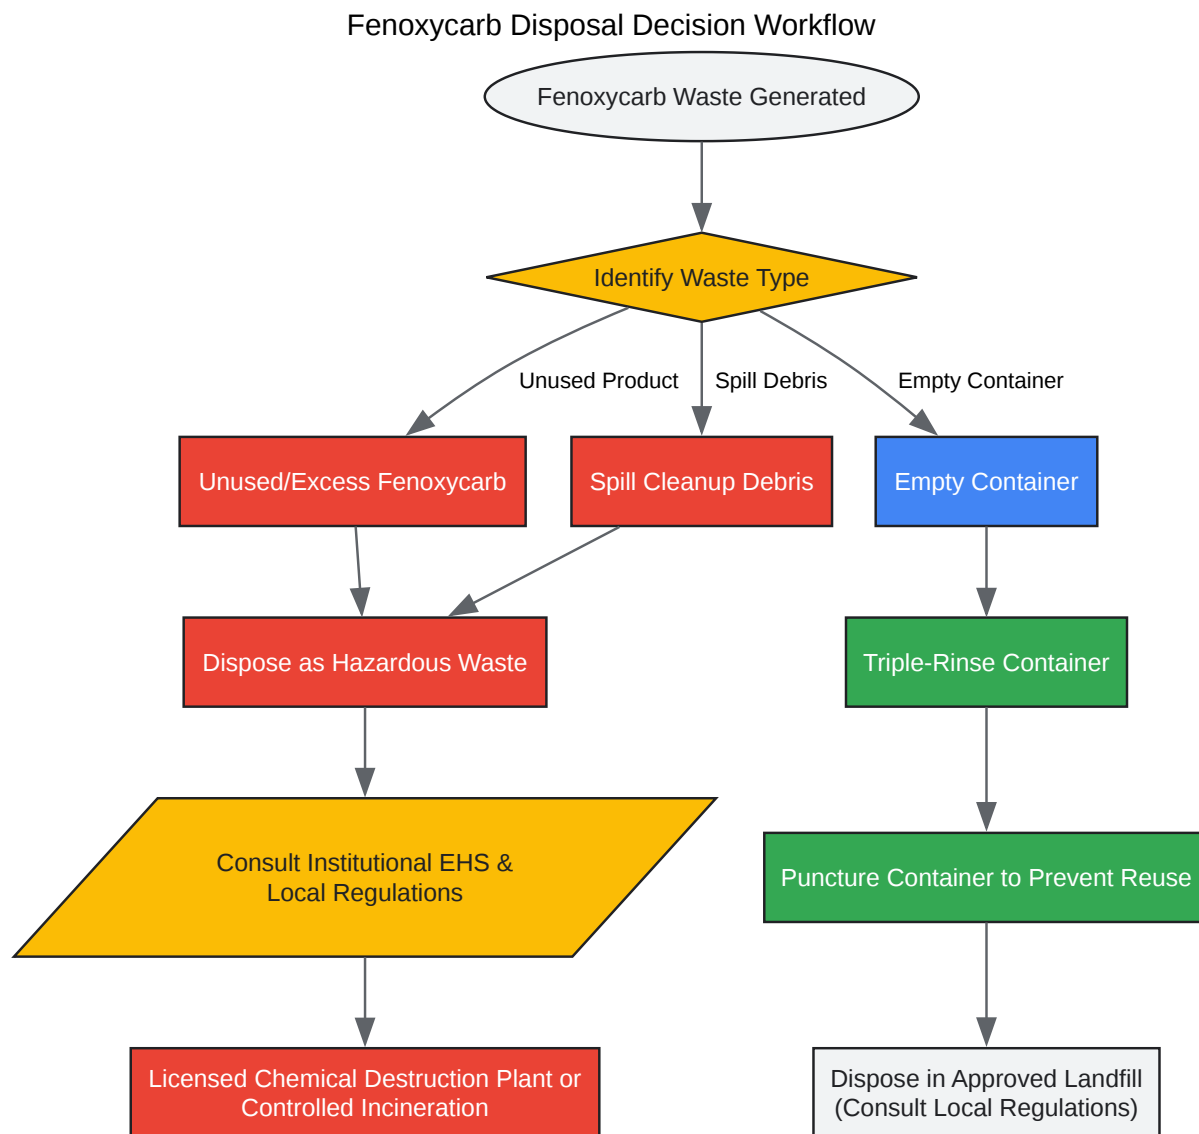 Fenoxycarb Disposal Decision Workflow
Fenoxycarb Waste Generated
Identify Waste Type
Unused Product
Spill Debris
Empty Container
Unused/Excess Fenoxycarb
Spill Cleanup Debris
Empty Container
Dispose as Hazardous Waste
Triple-Rinse Container
Consult Institutional EHS &
Local Regulations
Puncture Container to Prevent Reuse
Licensed Chemical Destruction Plant or
Controlled Incineration
Dispose in Approved Landfill
(Consult Local Regulations)